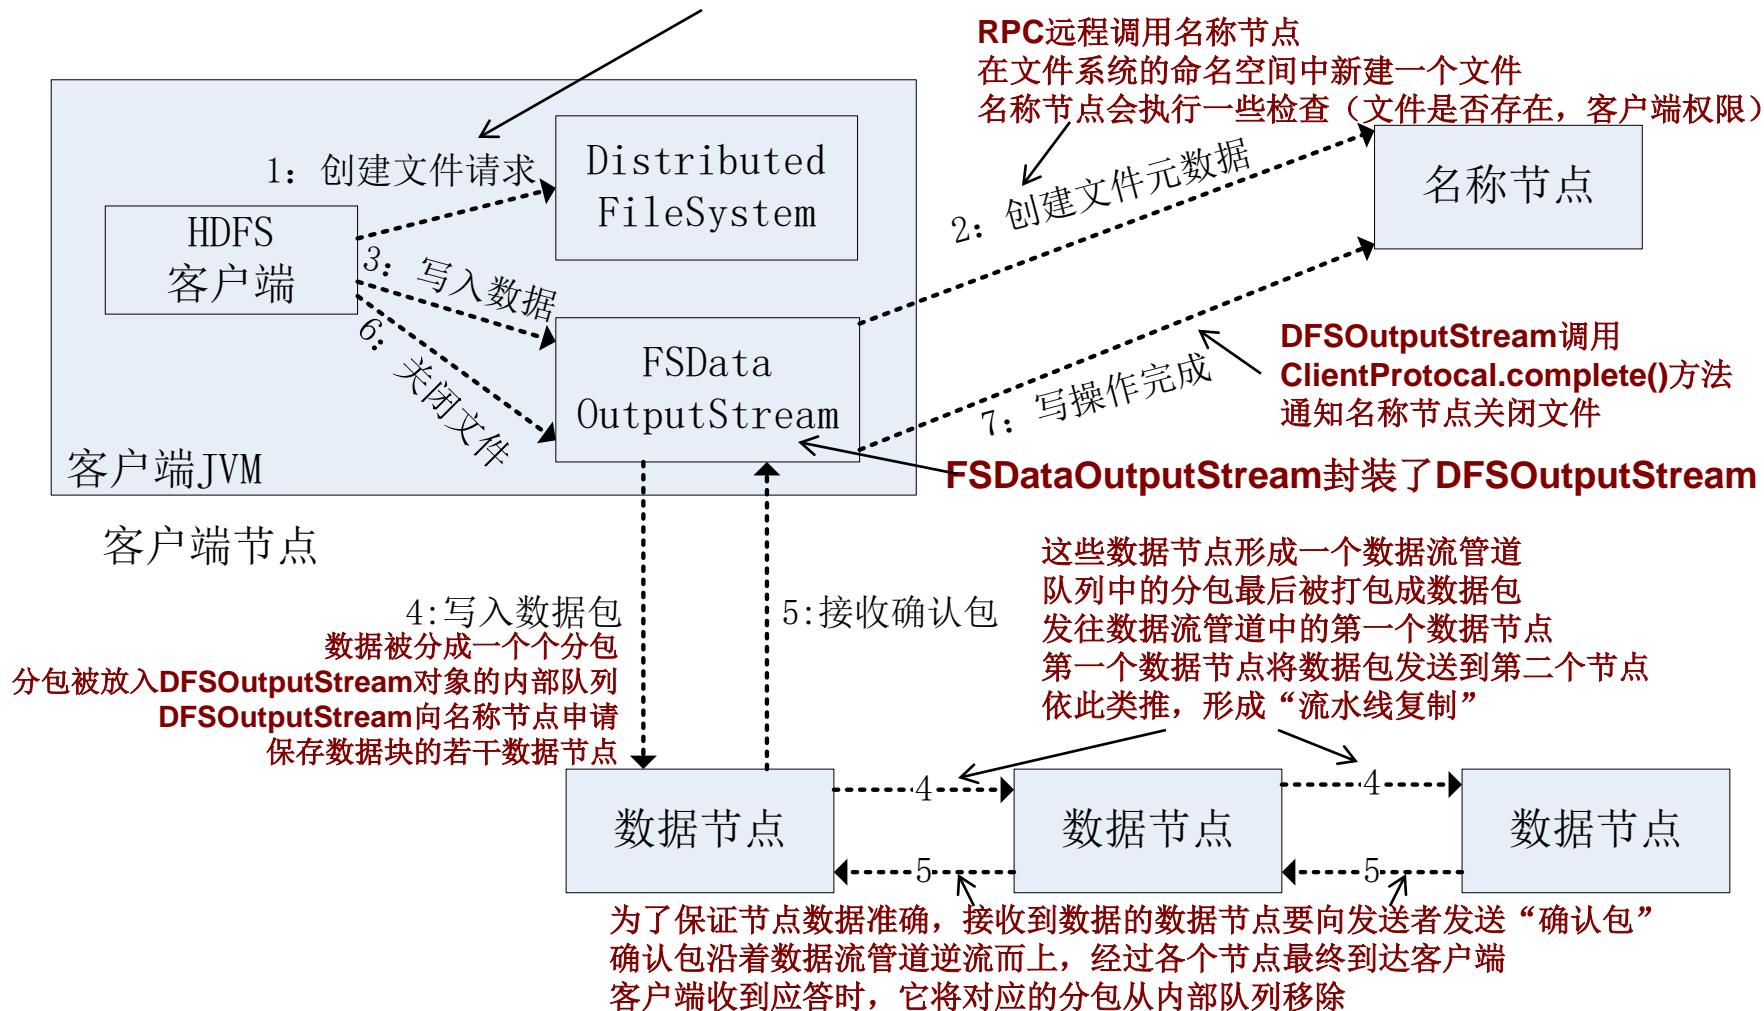 RPC远程调用名称节点
在文件系统的命名空间中新建一个文件
名称节点会执行一些检查（文件是否存在，客户端权限）
1：创建文件请求
Distributed
FileSystem
名称节点
2：创建文件元数据
HDFS
客户端
3：写入数据
6：关闭文件
FSData
OutputStream
7：写操作完成
DFSOutputStream调用
ClientProtocal.complete()方法
通知名称节点关闭文件
客户端JVM
FSDataOutputStream封装了DFSOutputStream
客户端节点
这些数据节点形成一个数据流管道
队列中的分包最后被打包成数据包
发往数据流管道中的第一个数据节点
第一个数据节点将数据包发送到第二个节点
依此类推，形成“流水线复制”
4:写入数据包
5:接收确认包
数据被分成一个个分包
分包被放入DFSOutputStream对象的内部队列
DFSOutputStream向名称节点申请
保存数据块的若干数据节点
4
4
数据节点
数据节点
数据节点
5
5
为了保证节点数据准确，接收到数据的数据节点要向发送者发送“确认包”
确认包沿着数据流管道逆流而上，经过各个节点最终到达客户端
客户端收到应答时，它将对应的分包从内部队列移除